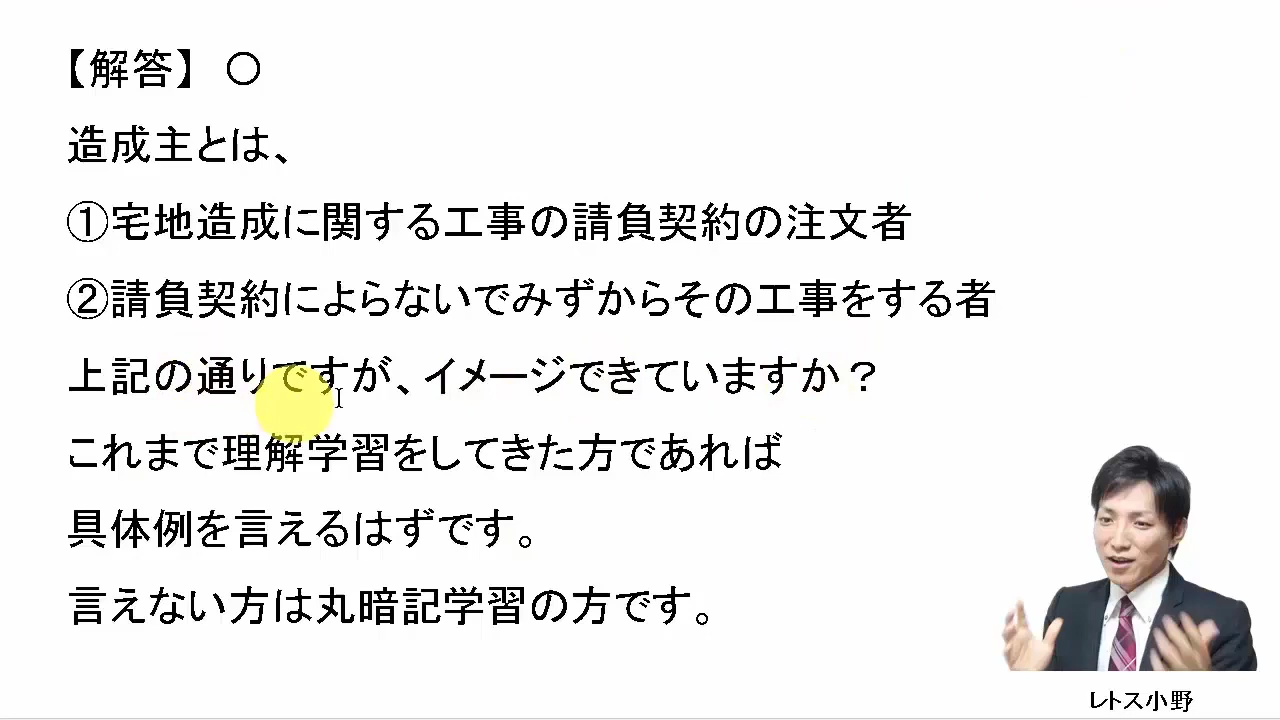 【解答】 ○
造成主とは、
①宅地造成に関する工事の請負契約の注文者
②請負契約によらないでみずからその工事をする者
上記の通りですが、イメージできていますか？
これまで理解学習をしてきた方であれば
具体例を言えるはずです。
言えない方は丸暗記学習の方です。
レトス小野